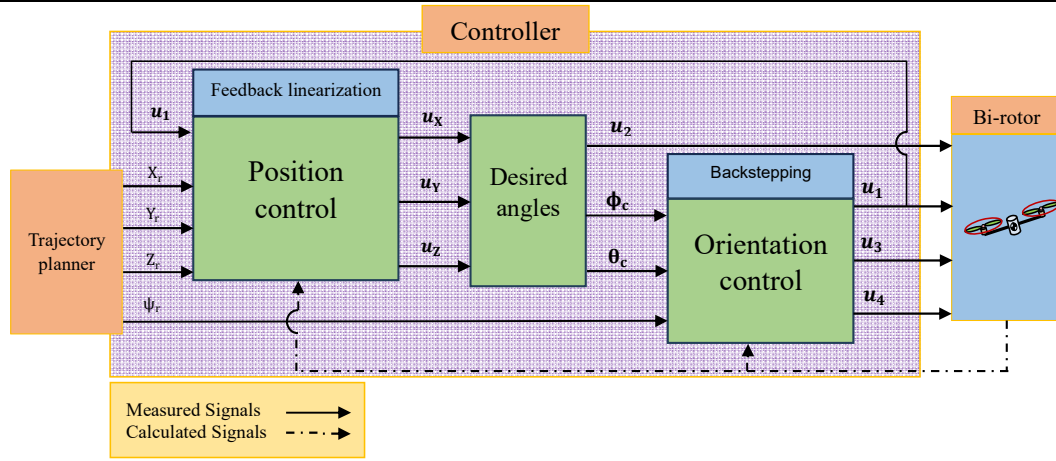 Controller
Feedback linearization
Bi-rotor
u₁
uX
u₂
Position
control
Desired
angles
Backstepping
Xᵣ
uY
u₁
Trajectory
planner
Yᵣ
ϕc
Orientation
control
Zᵣ
uZ
θc
u₃
ψᵣ
u₄
Measured Signals
Calculated Signals